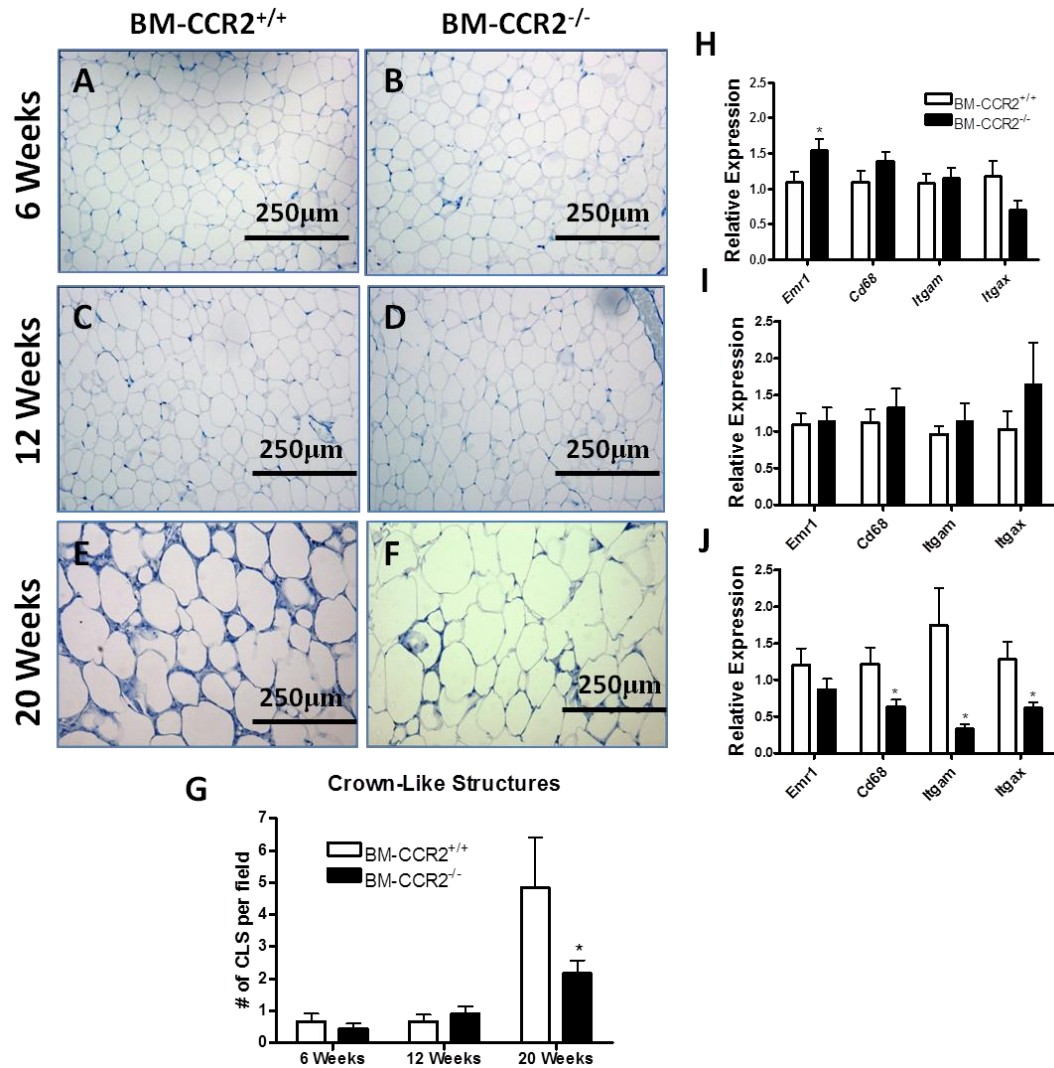 BM-CCR2+/+ BM-CCR2-/-
6 Weeks
A
250µm
B
250µm
12 Weeks
C
250µm
D
250µm
20 Weeks
E
250µm
F
250µm
G
Crown-Like Structures
# of CLS per field
7
6
5
4
3
2
1
0
BM-CCR2+/+
BM-CCR2-/-
*
6 Weeks 12 Weeks 20 Weeks
H
Relative Expression
2.5
2.0
1.5
1.0
0.5
0.0
BM-CCR2+/+
BM-CCR2-/-
*
Emr1 Cd68 Itgam Itgax
I
Relative Expression
2.5
2.0
1.5
1.0
0.5
0.0
Emr1 Cd68 Itgam Itgax
J
Relative Expression
2.5
2.0
1.5
1.0
0.5
0.0
* * *
Emr1 Cd68 Itgam Itgax